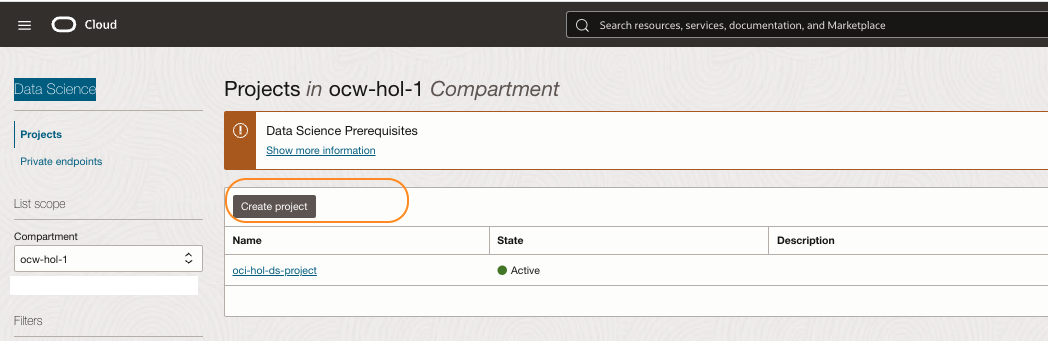 Cloud
Search resources, services, documentation, and Marketplace
Data Science
Projects
Private endpoints
List scope
Compartment
ocw-hol-1
Filters
Projects in ocw-hol-1 Compartment
Data Science Prerequisites
Show more information
Create project
Name State Description
oci-hol-ds-project Active